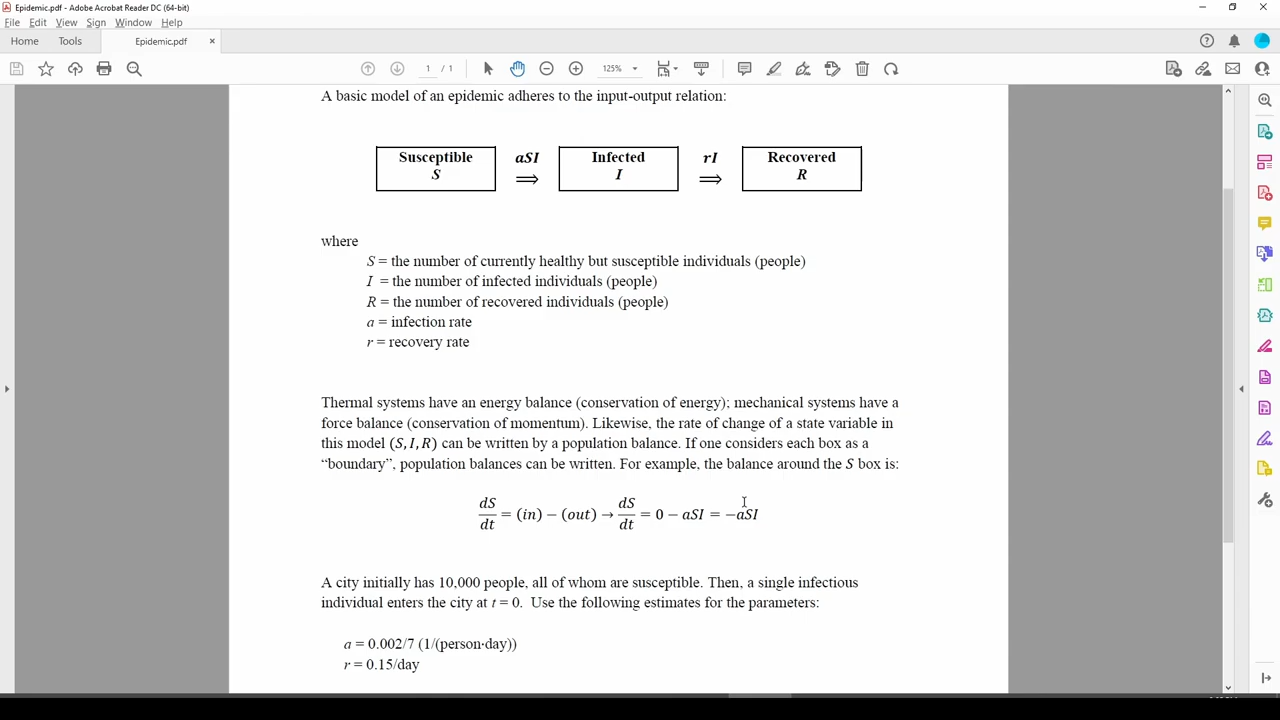 Epidemic.pdf - Adobe Acrobat Reader DC (64-bit)
File Edit View Sign Window Help
Home Tools Epidemic.pdf ×
1 / 1 125%
A basic model of an epidemic adheres to the input-output relation:
Susceptible aSI Infected rI Recovered
S ⟹ I ⟹ R
where
S = the number of currently healthy but susceptible individuals (people)
I = the number of infected individuals (people)
R = the number of recovered individuals (people)
a = infection rate
r = recovery rate
Thermal systems have an energy balance (conservation of energy); mechanical systems have a
force balance (conservation of momentum). Likewise, the rate of change of a state variable in
this model (S, I, R) can be written by a population balance. If one considers each box as a
“boundary”, population balances can be written. For example, the balance around the S box is:
dS/dt = (in) − (out) → dS/dt = 0 − aSI = −aSI
A city initially has 10,000 people, all of whom are susceptible. Then, a single infectious
individual enters the city at t = 0. Use the following estimates for the parameters:
a = 0.002/7 (1/(person·day))
r = 0.15/day